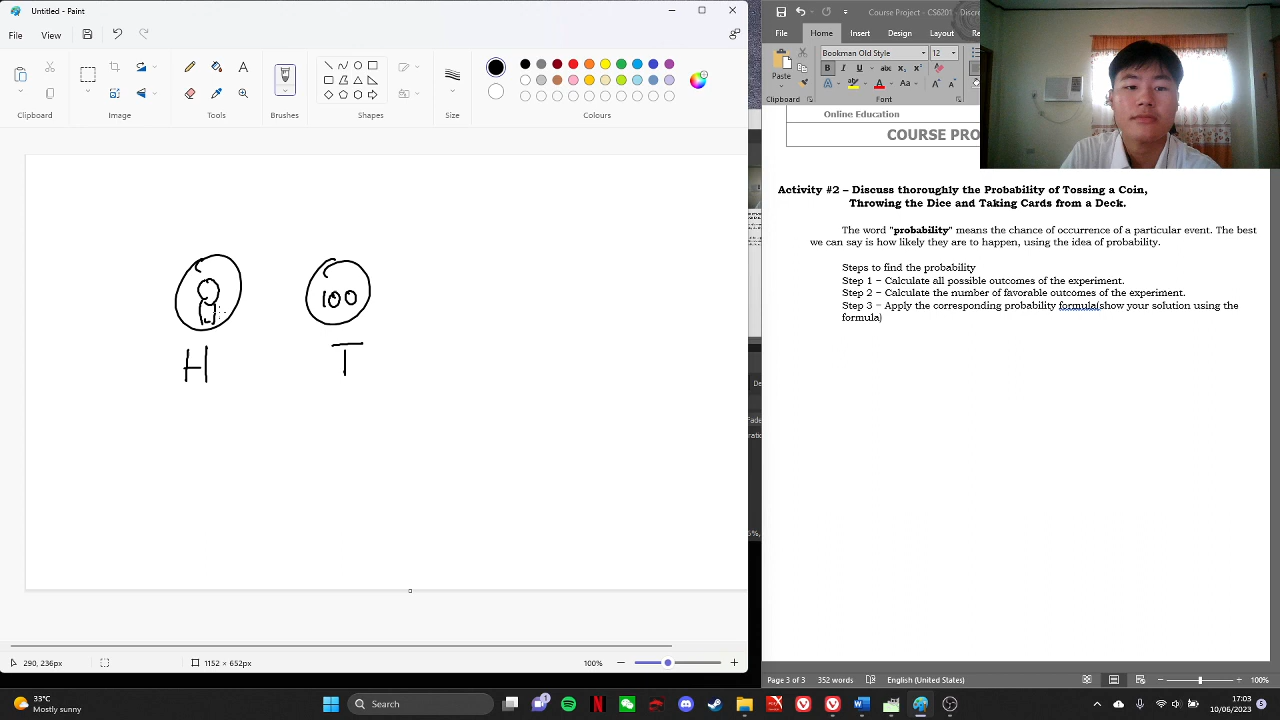 Untitled - Paint
File View
Clipboard
Image
Tools
Brushes
Shapes
Size
Colours
A
100
H T
290, 236px
1152 × 652px
100%
Course Project - CS6201
File Home Insert Design Layout
Paste
Bookman Old Style 12
B I U
Clipboard
Font
Online Education
COURSE PRO
Activity #2 – Discuss thoroughly the Probability of Tossing a Coin,
Throwing the Dice and Taking Cards from a Deck.
The word "probability" means the chance of occurrence of a particular event. The best
we can say is how likely they are to happen, using the idea of probability.
Steps to find the probability
Step 1 – Calculate all possible outcomes of the experiment.
Step 2 – Calculate the number of favorable outcomes of the experiment.
Step 3 – Apply the corresponding probability formula(show your solution using the
formula)
De
Fade
ratio
5%,
Page 3 of 3 352 words English (United States) 100%
33°C
Mostly sunny
Search
17:03
10/06/2023